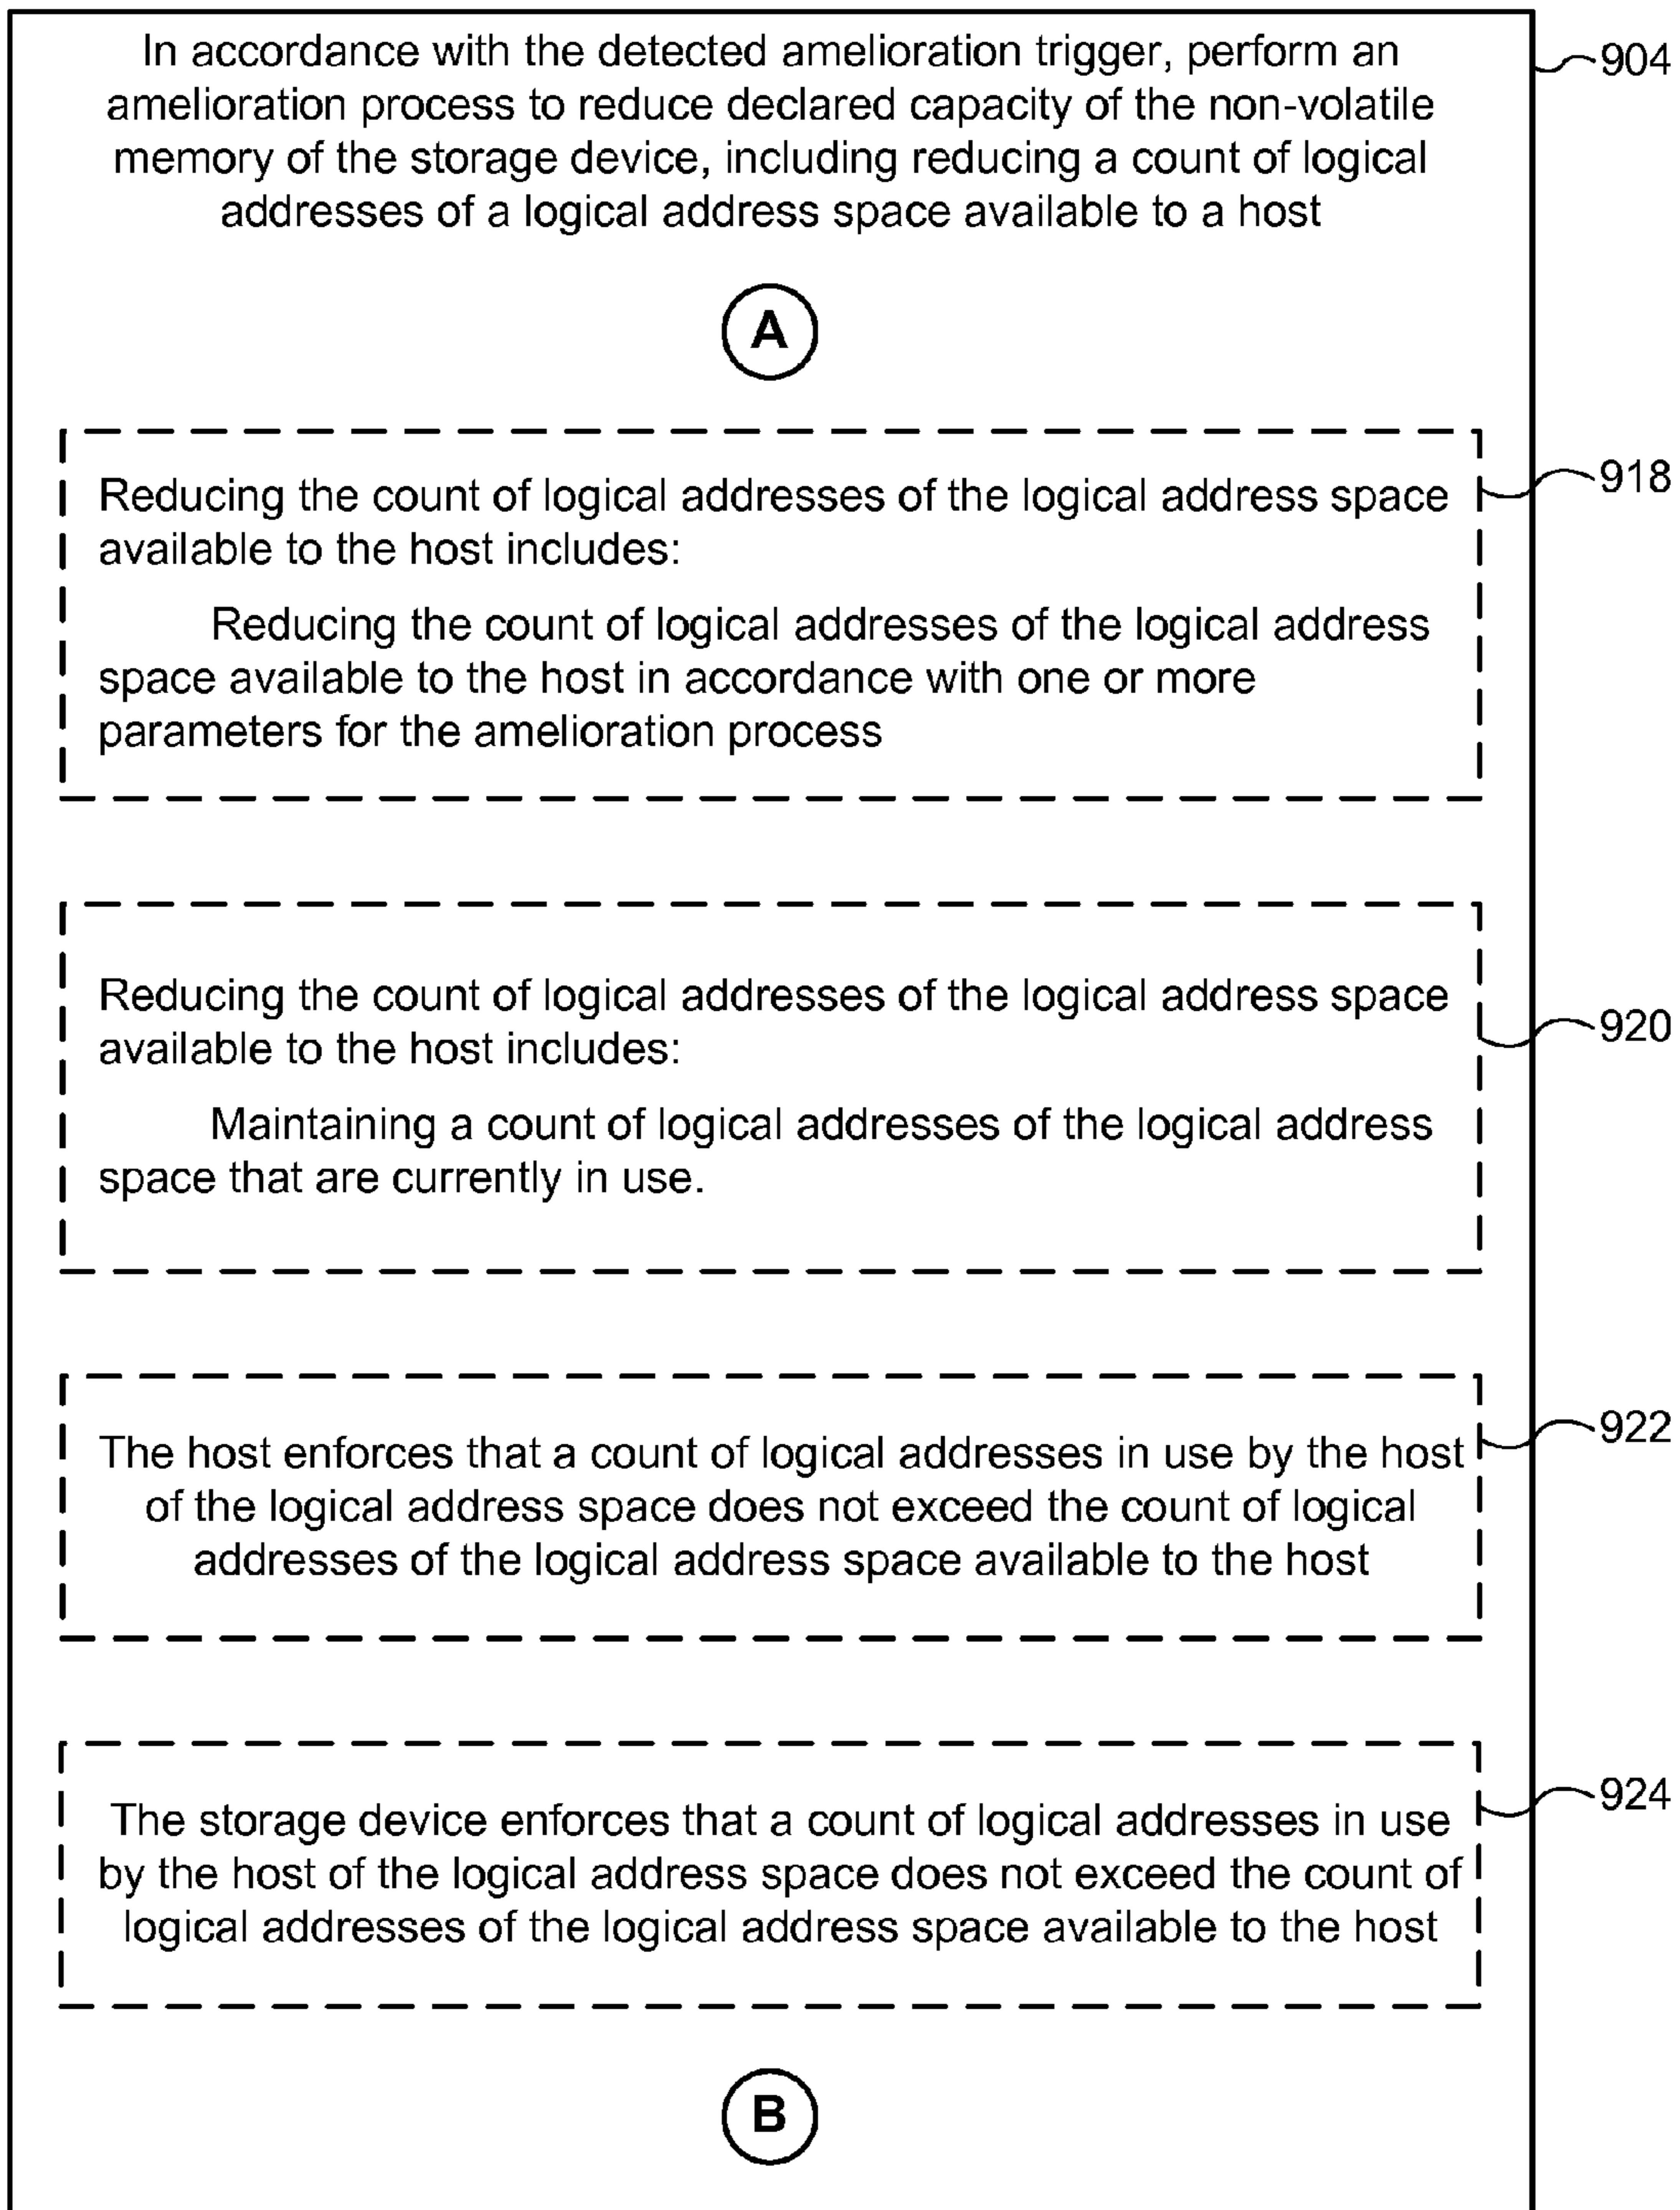 In accordance with the detected amelioration trigger, perform an
amelioration process to reduce declared capacity of the non-volatile
memory of the storage device, including reducing a count of logical
addresses of a logical address space available to a host
904
A
Reducing the count of logical addresses of the logical address space
available to the host includes:
Reducing the count of logical addresses of the logical address
space available to the host in accordance with one or more
parameters for the amelioration process
918
Reducing the count of logical addresses of the logical address space
available to the host includes:
Maintaining a count of logical addresses of the logical address
space that are currently in use.
920
The host enforces that a count of logical addresses in use by the host
of the logical address space does not exceed the count of logical
addresses of the logical address space available to the host
922
The storage device enforces that a count of logical addresses in use
by the host of the logical address space does not exceed the count of
logical addresses of the logical address space available to the host
924
B